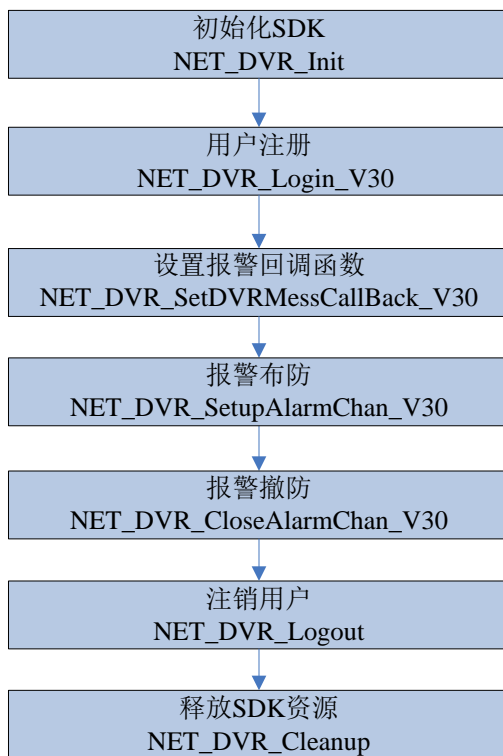 初始化SDK
NET_DVR_Init
用户注册
NET_DVR_Login_V30
设置报警回调函数
NET_DVR_SetDVRMessCallBack_V30
报警布防
NET_DVR_SetupAlarmChan_V30
报警撤防
NET_DVR_CloseAlarmChan_V30
注销用户
NET_DVR_Logout
释放SDK资源
NET_DVR_Cleanup